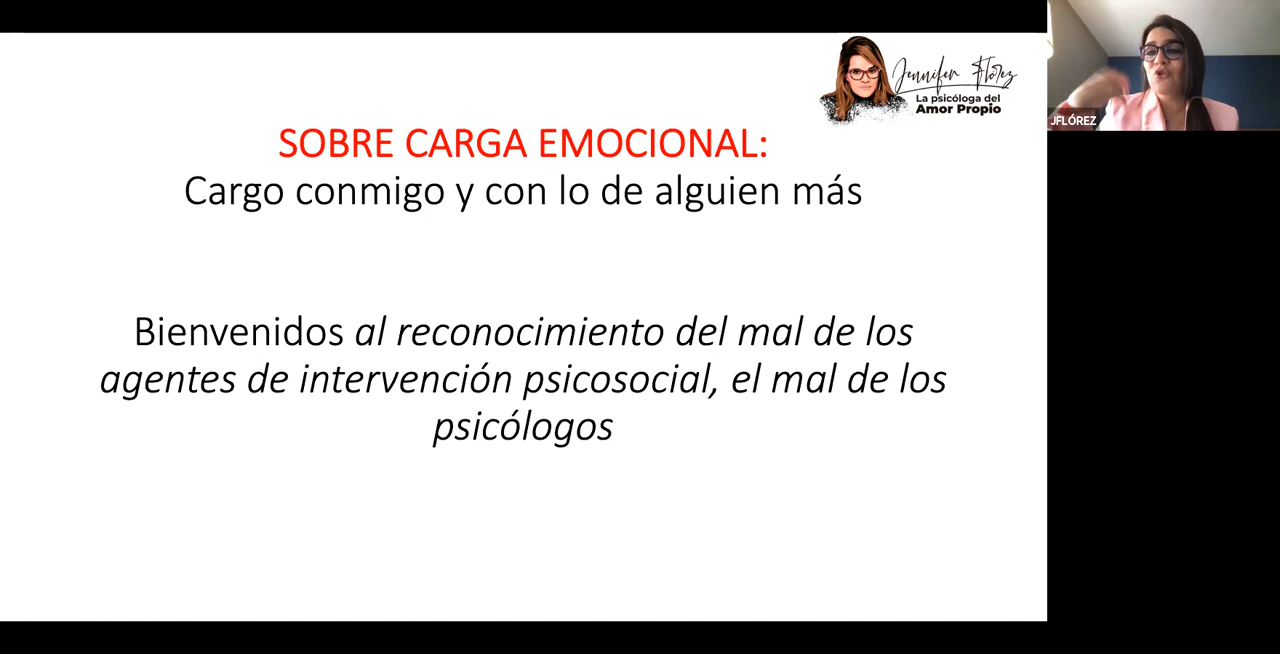 Jennifer Flórez
La psicóloga del
Amor Propio
JFLÓREZ
SOBRE CARGA EMOCIONAL:
Cargo conmigo y con lo de alguien más
Bienvenidos al reconocimiento del mal de los
agentes de intervención psicosocial, el mal de los
psicólogos